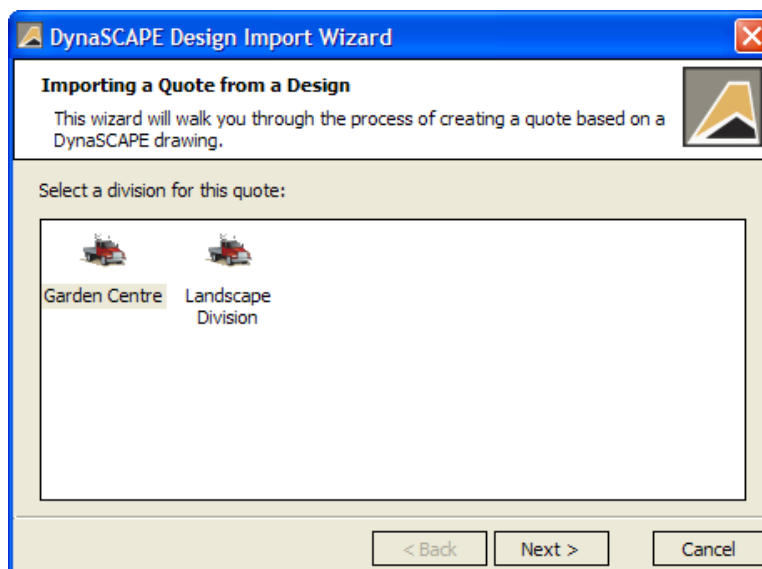 DynaSCAPE Design Import Wizard
Importing a Quote from a Design
This wizard will walk you through the process of creating a quote based on a
DynaSCAPE drawing.
Select a division for this quote:
Garden Centre
Landscape
Division
< Back
Next >
Cancel